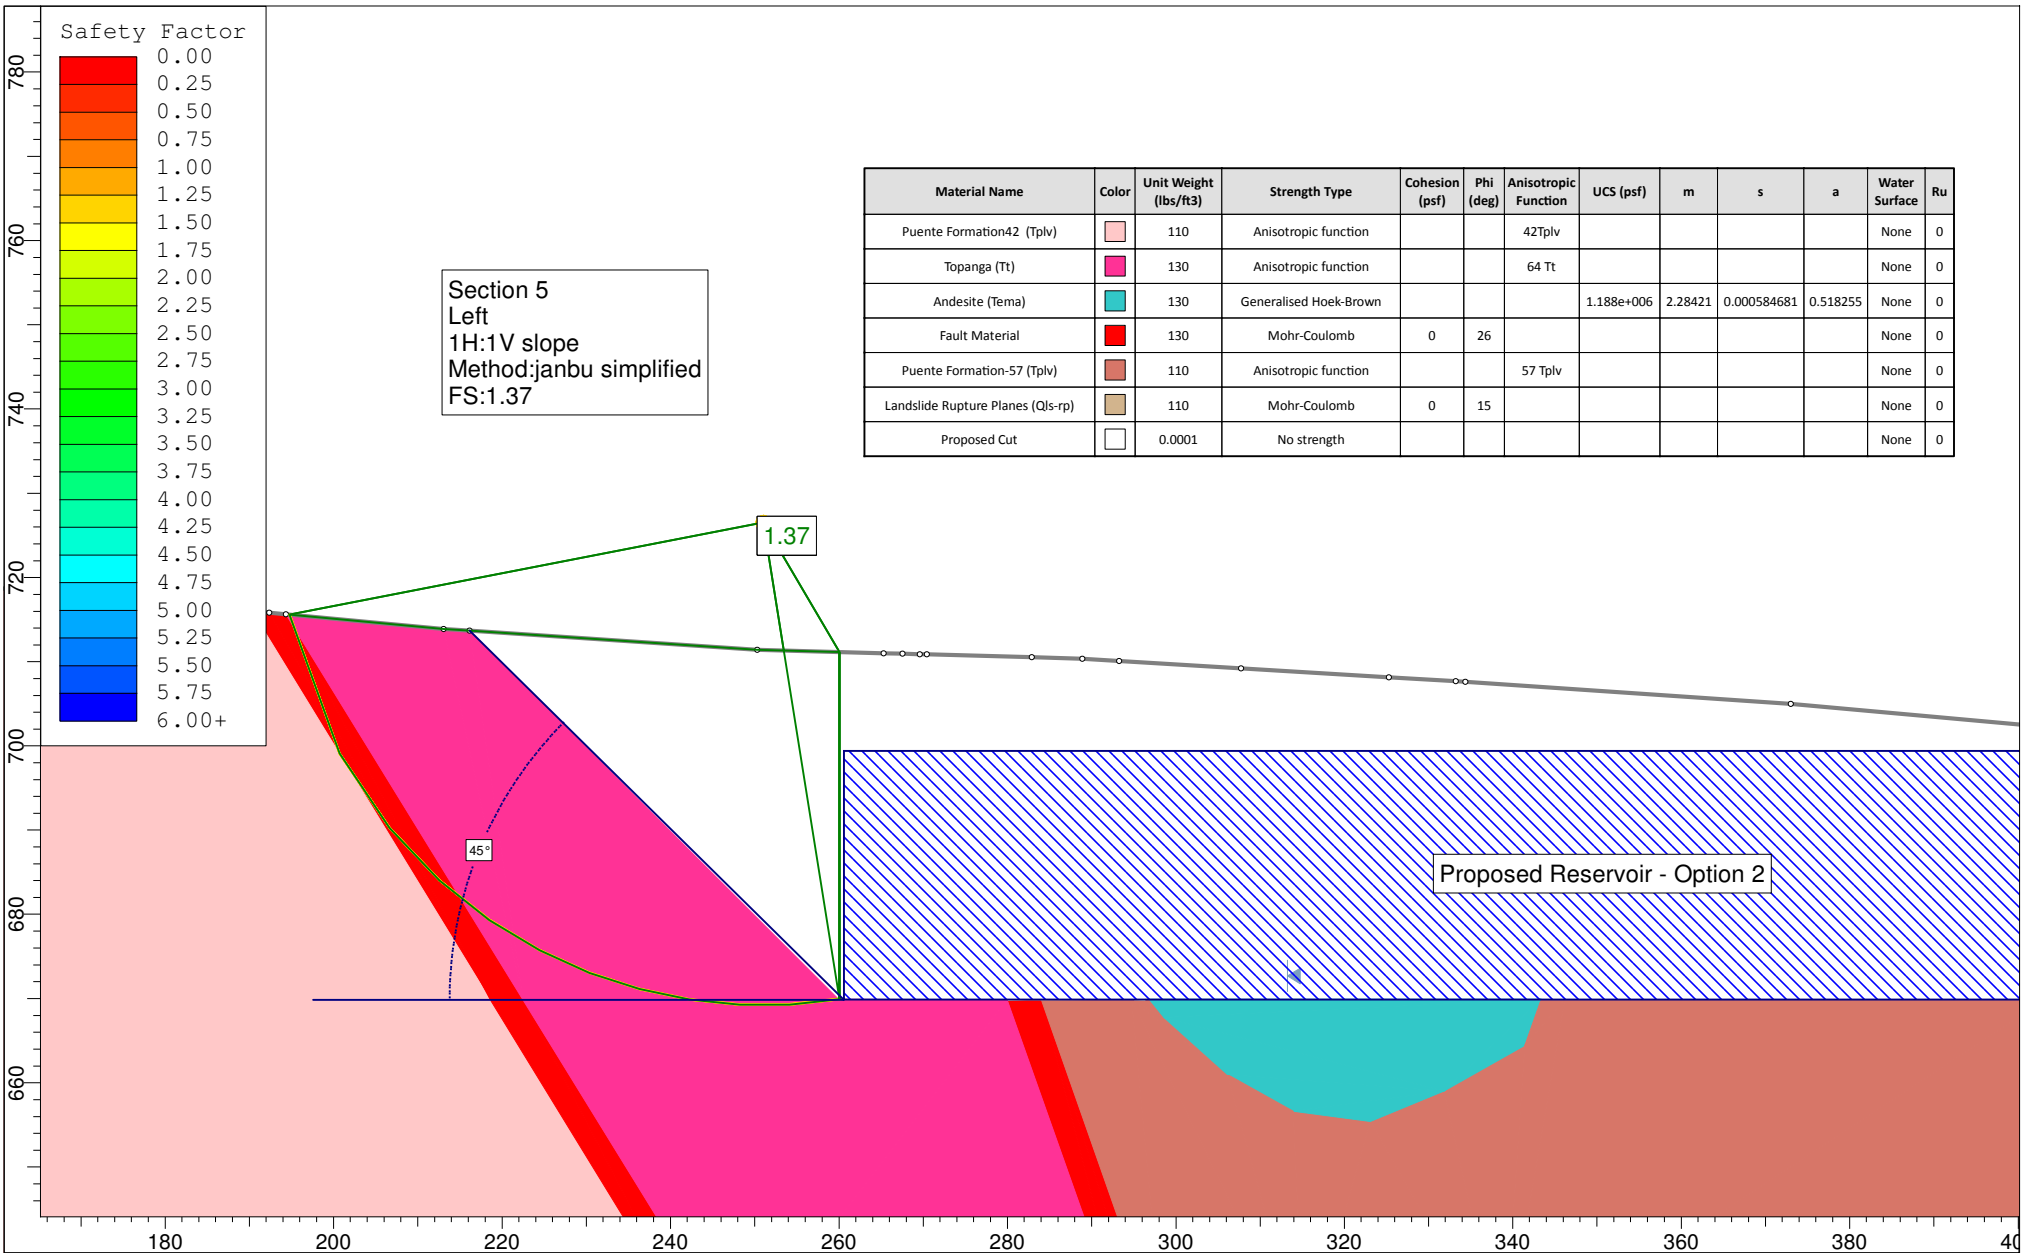 Safety Factor
0.00
0.25
0.50
0.75
1.00
1.25
1.50
1.75
2.00
2.25
2.50
2.75
3.00
3.25
3.50
3.75
4.00
4.25
4.50
4.75
5.00
5.25
5.50
5.75
6.00+
Section 5
Left
1H:1V slope
Method:janbu simplified
FS:1.37
Material Name Color Unit Weight (lbs/ft3) Strength Type Cohesion (psf) Phi (deg) Anisotropic Function UCS (psf) m s a Water Surface Ru
Puente Formation42 (Tplv) 110 Anisotropic function 42Tplv None 0
Topanga (Tt) 130 Anisotropic function 64 Tt None 0
Andesite (Tema) 130 Generalised Hoek-Brown 1.188e+006 2.28421 0.000584681 0.518255 None 0
Fault Material 130 Mohr-Coulomb 0 26 None 0
Puente Formation-57 (Tplv) 110 Anisotropic function 57 Tplv None 0
Landslide Rupture Planes (Qls-rp) 110 Mohr-Coulomb 0 15 None 0
Proposed Cut 0.0001 No strength None 0
1.37
45°
Proposed Reservoir - Option 2
780
760
740
720
700
680
660
180 200 220 240 260 280 300 320 340 360 380 40